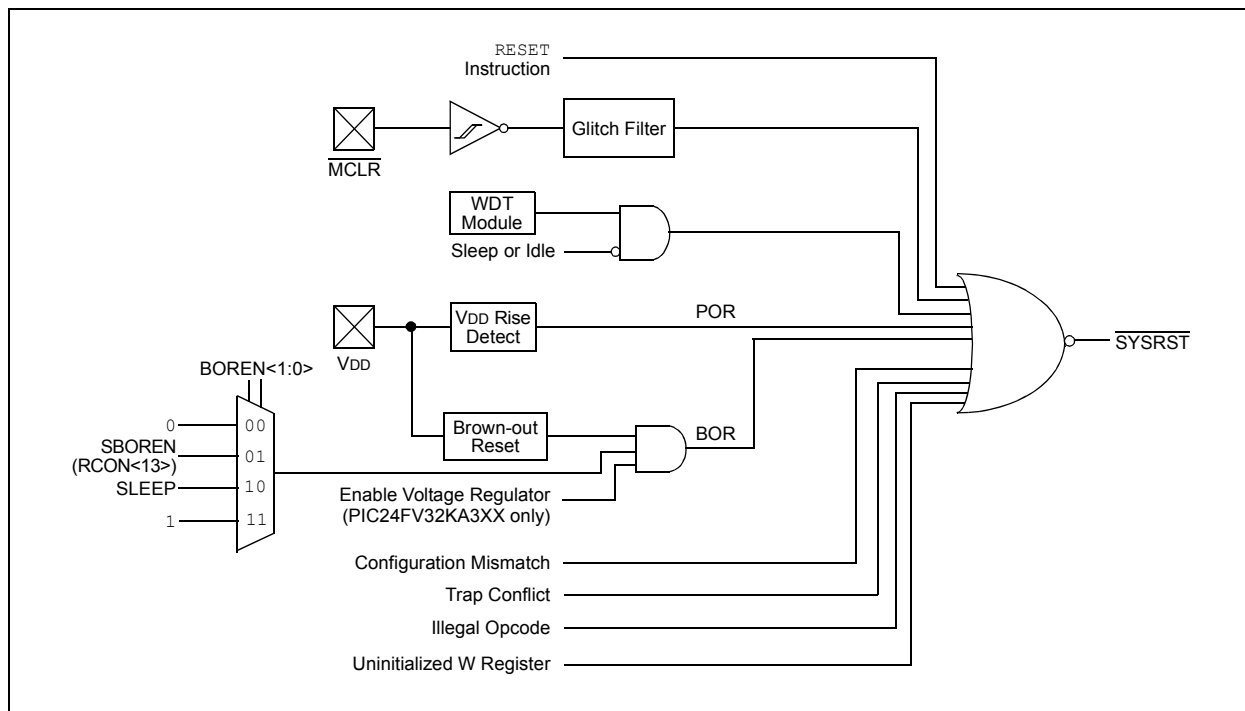 RESET
Instruction
MCLR
Glitch Filter
WDT
Module
Sleep or Idle
VDD
VDD Rise
Detect
POR
SYSRST
BOREN<1:0>
0
00
SBOREN
(RCON<13>)
01
SLEEP
10
1
11
Brown-out
Reset
BOR
Enable Voltage Regulator
(PIC24FV32KA3XX only)
Configuration Mismatch
Trap Conflict
Illegal Opcode
Uninitialized W Register